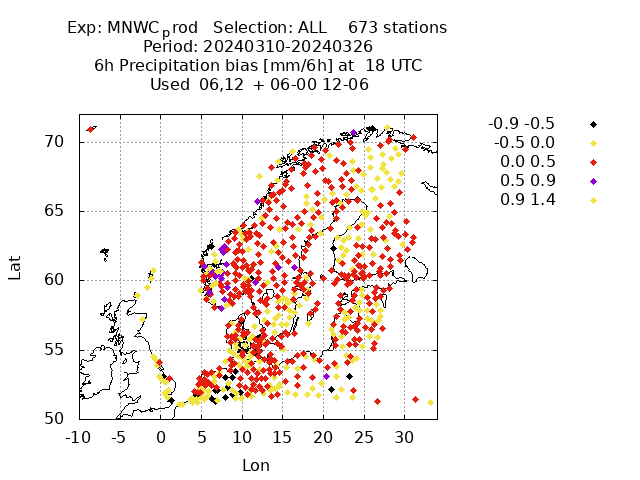 Exp: MNWCprod   Selection: ALL    673 stations
Period: 20240310-20240326
6h Precipitation bias [mm/6h] at  18 UTC
Used  06,12  + 06-00 12-06
-0.9 -0.5
-0.5 0.0
0.0 0.5
0.5 0.9
0.9 1.4
70
65
60
55
50
Lat
-10 -5 0 5 10 15 20 25 30
Lon